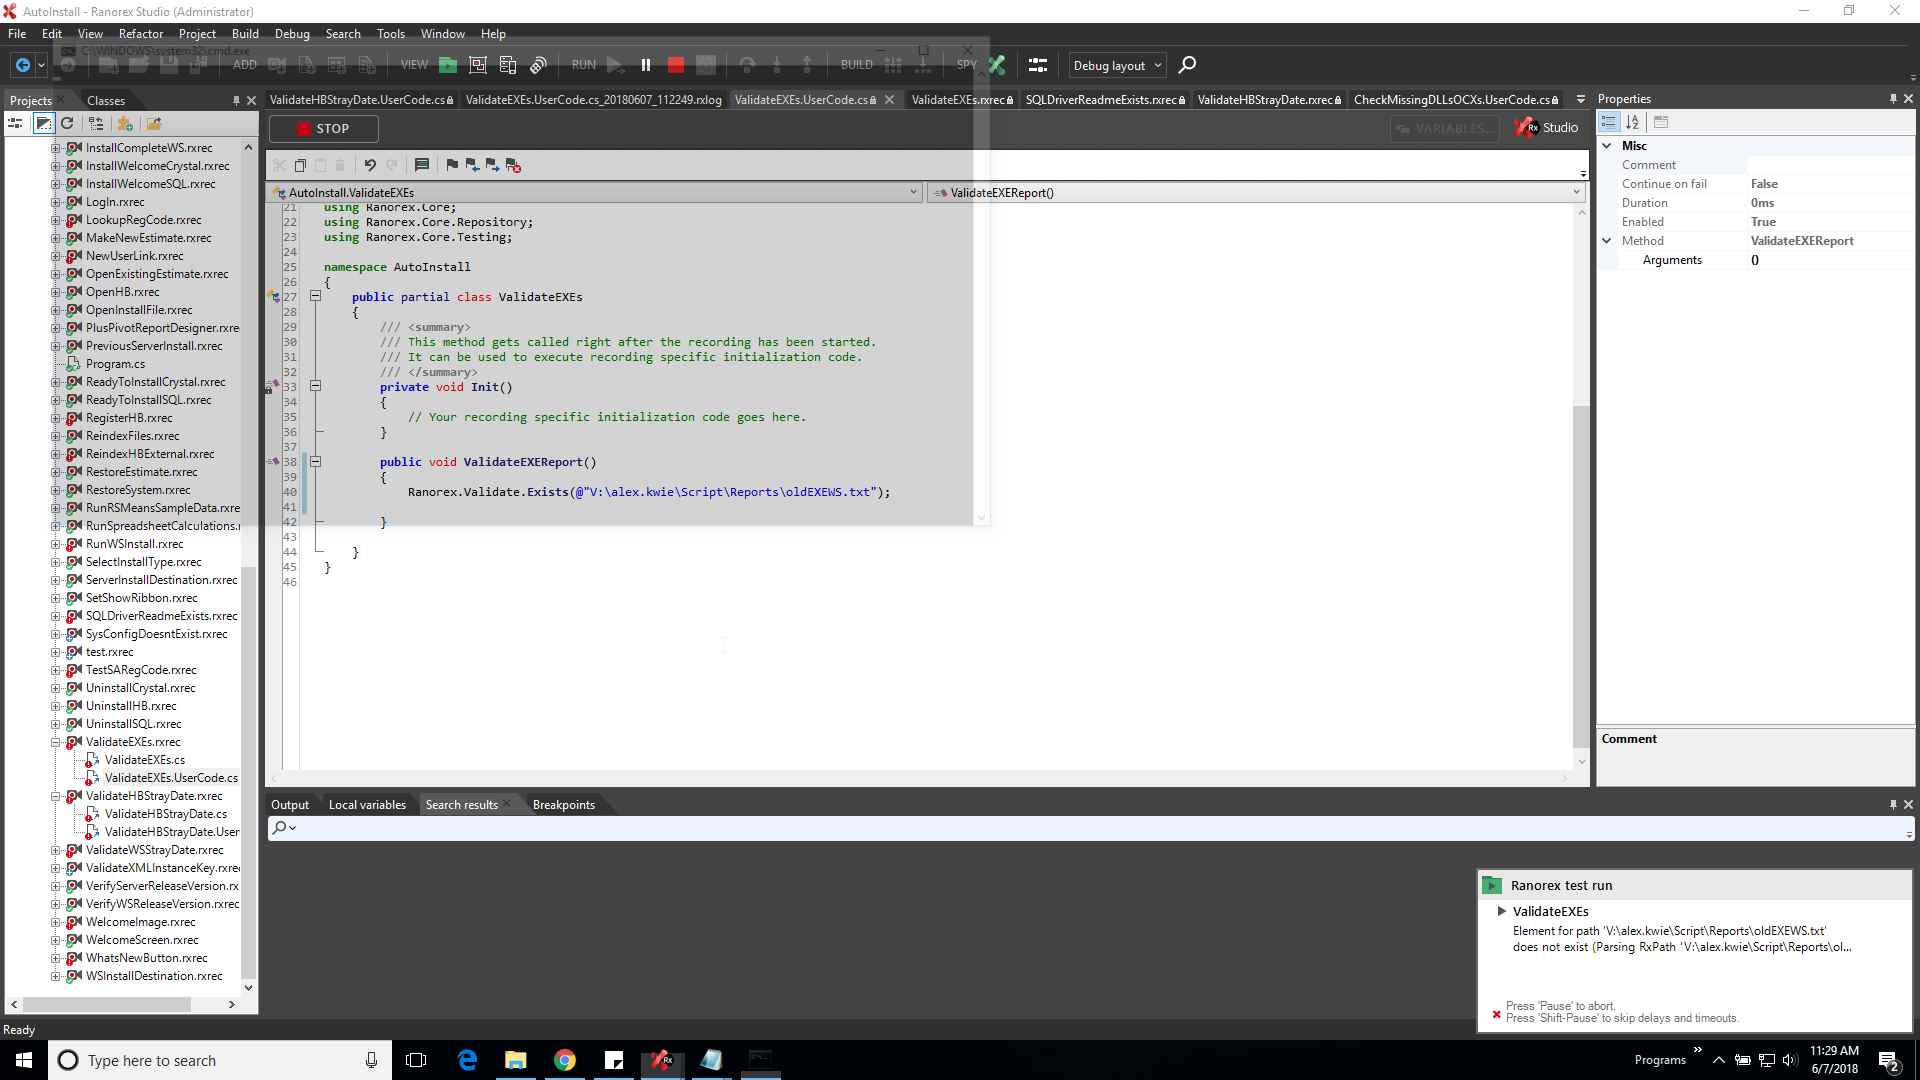 AutoInstall - Ranorex Studio (Administrator)
File Edit View Refactor Project Build Debug Search Tools Window Help
C:\WINDOWS\system32\cmd.exe
ADD VIEW RUN BUILD SPY Debug layout
Projects Classes
ValidateHBStrayDate.UserCode.cs ValidateEXEs.UserCode.cs_20180607_112249.rxlog ValidateEXEs.UserCode.cs ValidateEXEs.rxrec SQLDriverReadmeExists.rxrec ValidateHBStrayDate.rxrec CheckMissingDLLsOCXs.UserCode.cs
STOP VARIABLES... Rx Studio
AutoInstall.ValidateEXEs ValidateEXEReport()
InstallCompleteWS.rxrec
InstallWelcomeCrystal.rxrec
InstallWelcomeSQL.rxrec
LogIn.rxrec
LookupRegCode.rxrec
MakeNewEstimate.rxrec
NewUserLink.rxrec
OpenExistingEstimate.rxrec
OpenHB.rxrec
OpenInstallFile.rxrec
PlusPivotReportDesigner.rxre
PreviousServerInstall.rxrec
Program.cs
ReadyToInstallCrystal.rxrec
ReadyToInstallSQL.rxrec
RegisterHB.rxrec
ReindexFiles.rxrec
ReindexHBExternal.rxrec
RestoreEstimate.rxrec
RestoreSystem.rxrec
RunRSMeansSampleData.rxre
RunSpreadsheetCalculations.r
RunWSInstall.rxrec
SelectInstallType.rxrec
ServerInstallDestination.rxrec
SetShowRibbon.rxrec
SQLDriverReadmeExists.rxrec
SysConfigDoesntExist.rxrec
test.rxrec
TestSARegCode.rxrec
UninstallCrystal.rxrec
UninstallHB.rxrec
UninstallSQL.rxrec
ValidateEXEs.rxrec
ValidateEXEs.cs
ValidateEXEs.UserCode.cs
ValidateHBStrayDate.rxrec
ValidateHBStrayDate.cs
ValidateHBStrayDate.User
ValidateWSStrayDate.rxrec
ValidateXMLInstanceKey.rxrec
VerifyServerReleaseVersion.rx
VerifyWSReleaseVersion.rxrec
WelcomeImage.rxrec
WelcomeScreen.rxrec
WhatsNewButton.rxrec
WSInstallDestination.rxrec
21 using Ranorex.Core;
22 using Ranorex.Core.Repository;
23 using Ranorex.Core.Testing;
24
25 namespace AutoInstall
26 {
27 public partial class ValidateEXEs
28 {
29 /// <summary>
30 /// This method gets called right after the recording has been started.
31 /// It can be used to execute recording specific initialization code.
32 /// </summary>
33 private void Init()
34 {
35 // Your recording specific initialization code goes here.
36 }
37
38 public void ValidateEXEReport()
39 {
40 Ranorex.Validate.Exists(@"V:\alex.kwie\Script\Reports\oldEXEWS.txt");
41
42 }
43
44 }
45 }
46
Properties
Misc
Comment
Continue on fail False
Duration 0ms
Enabled True
Method ValidateEXEReport
Arguments ()
Comment
Output Local variables Search results Breakpoints
Ranorex test run
ValidateEXEs
Element for path 'V:\alex.kwie\Script\Reports\oldEXEWS.txt'
does not exist (Parsing RxPath 'V:\alex.kwie\Script\Reports\ol...
Press 'Pause' to abort.
Press 'Shift-Pause' to skip delays and timeouts.
Ready
Type here to search
Programs
11:29 AM
6/7/2018
2